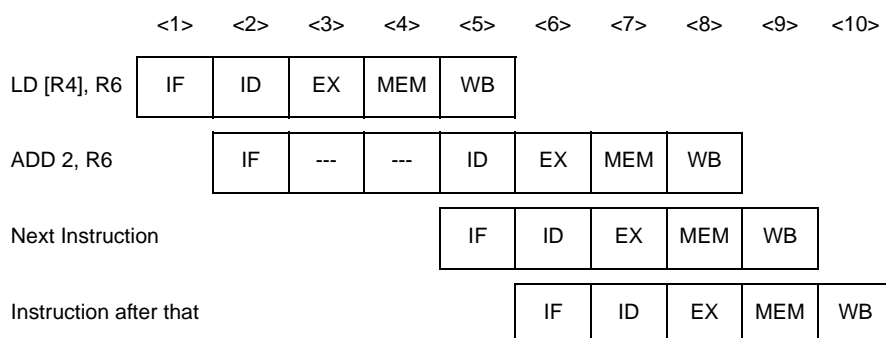 <1> <2> <3> <4> <5> <6> <7> <8> <9> <10>
LD [R4], R6 IF ID EX MEM WB
ADD 2, R6 IF --- --- ID EX MEM WB
Next Instruction IF ID EX MEM WB
Instruction after that IF ID EX MEM WB